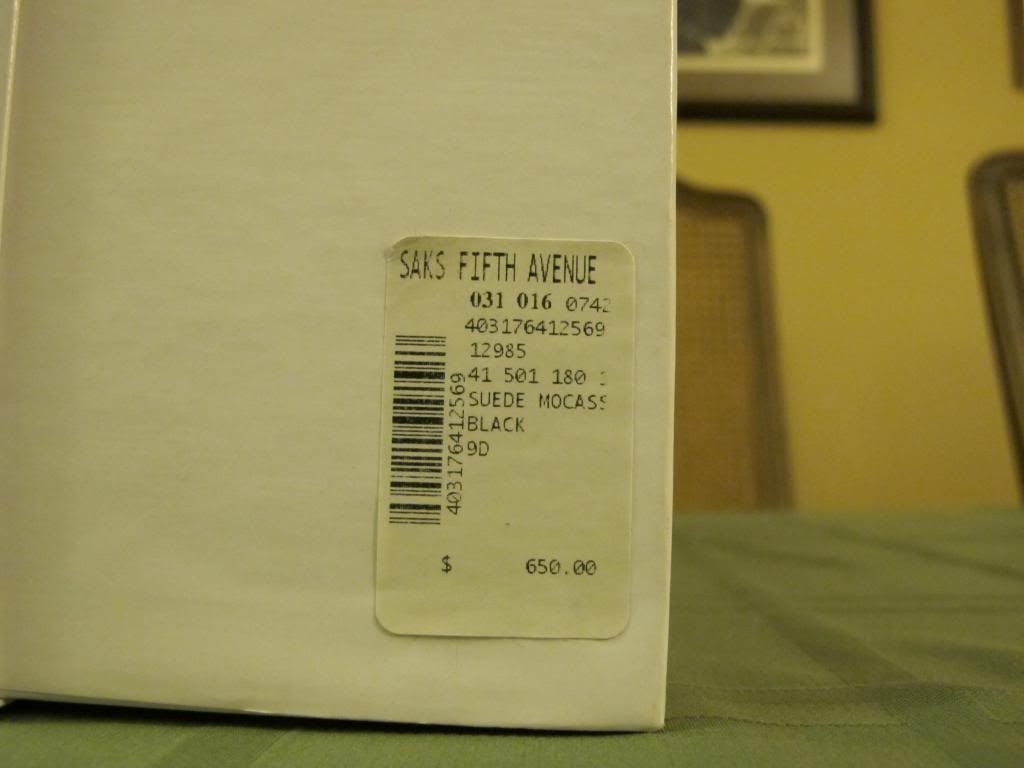 SAKS FIFTH AVENUE
031 016 0742
403176412569
12985
41 501 180
SUEDE MOCASS
BLACK
9D
403176412569
$ 650.00